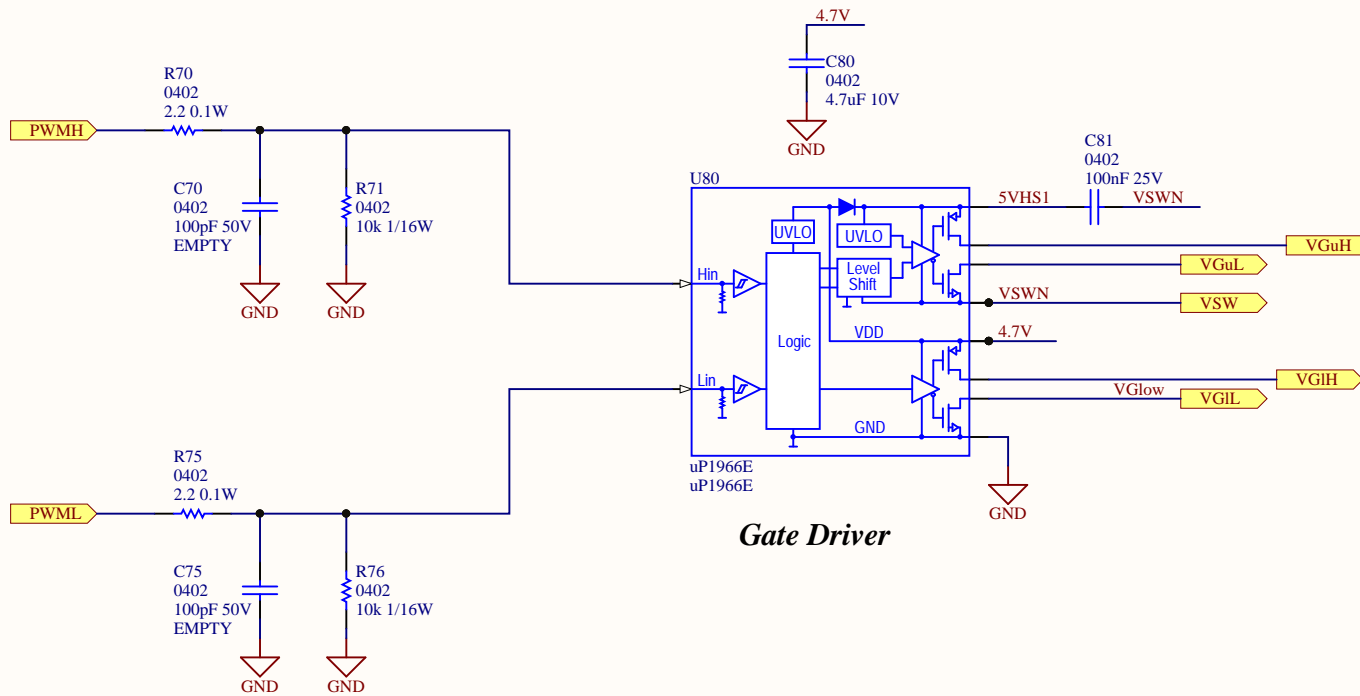 4.7V
C80
0402
4.7uF 10V
GND
R70
0402
2.2 0.1W
PWMH
C70
0402
100pF 50V
EMPTY
R71
0402
10k 1/16W
GND
GND
C81
0402
100nF 25V
5VHS1
VSWN
U80
UVLO
UVLO
Hin
Level
Shift
Logic
VDD
Lin
GND
VGuH
VGuL
VSWN
VSW
4.7V
VGlH
VGlow
VGlL
uP1966E
uP1966E
GND
Gate Driver
R75
0402
2.2 0.1W
PWML
C75
0402
100pF 50V
EMPTY
R76
0402
10k 1/16W
GND
GND